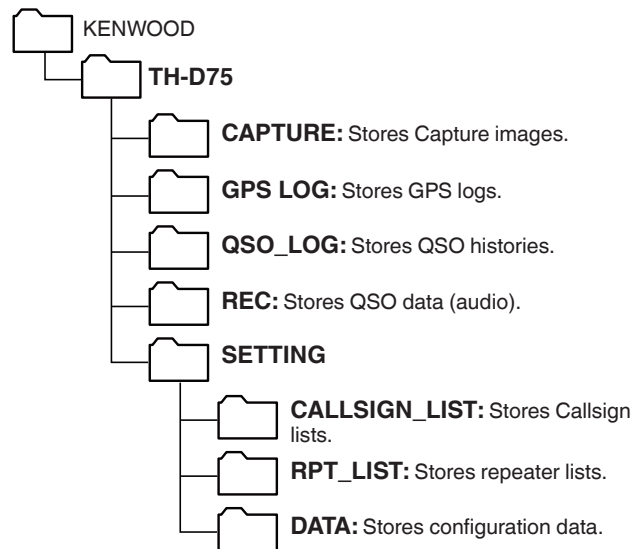 KENWOOD
TH-D75
CAPTURE: Stores Capture images.
GPS LOG: Stores GPS logs.
QSO_LOG: Stores QSO histories.
REC: Stores QSO data (audio).
SETTING
CALLSIGN_LIST: Stores Callsign
lists.
RPT_LIST: Stores repeater lists.
DATA: Stores configuration data.